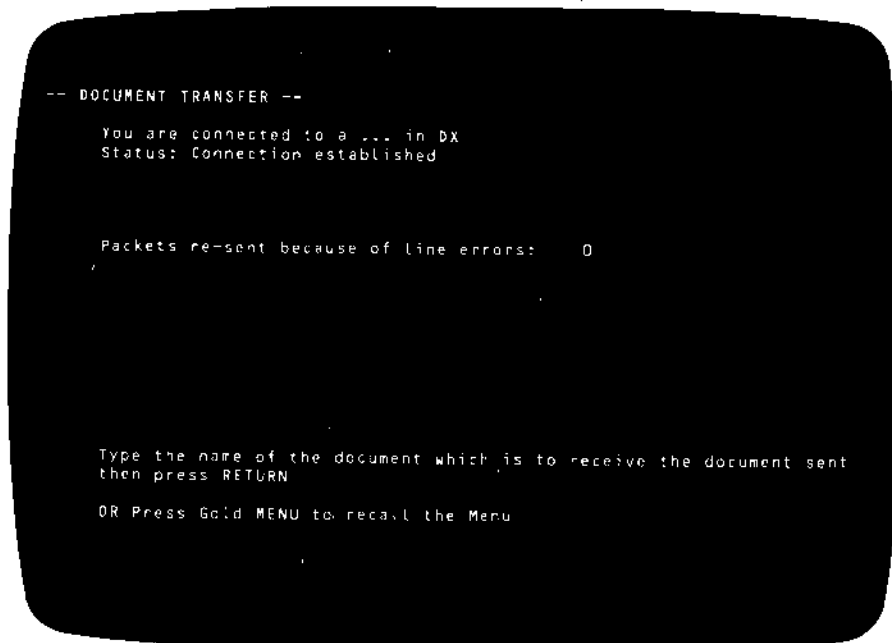 -- DOCUMENT TRANSFER --
You are connected to a ... in DX
Status: Connection established
Packets re-sent because of line errors: 0
Type the name of the document which is to receive the document sent
then press RETURN
OR Press Gold MENU to recall the Menu